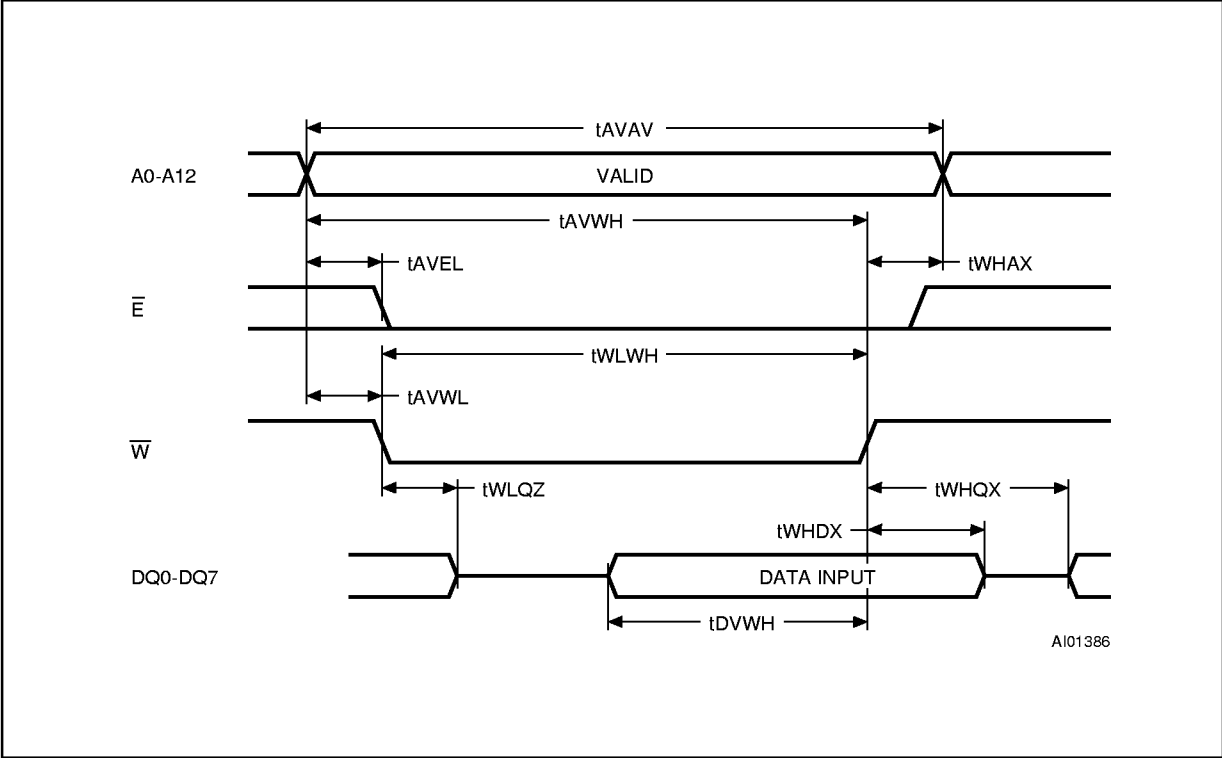 tAVAV
A0-A12
VALID
tAVWH
tAVEL
tWHAX
E̅
tWLWH
tAVWL
W̅
tWLQZ
tWHQX
tWHDX
DQ0-DQ7
DATA INPUT
tDVWH
AI01386